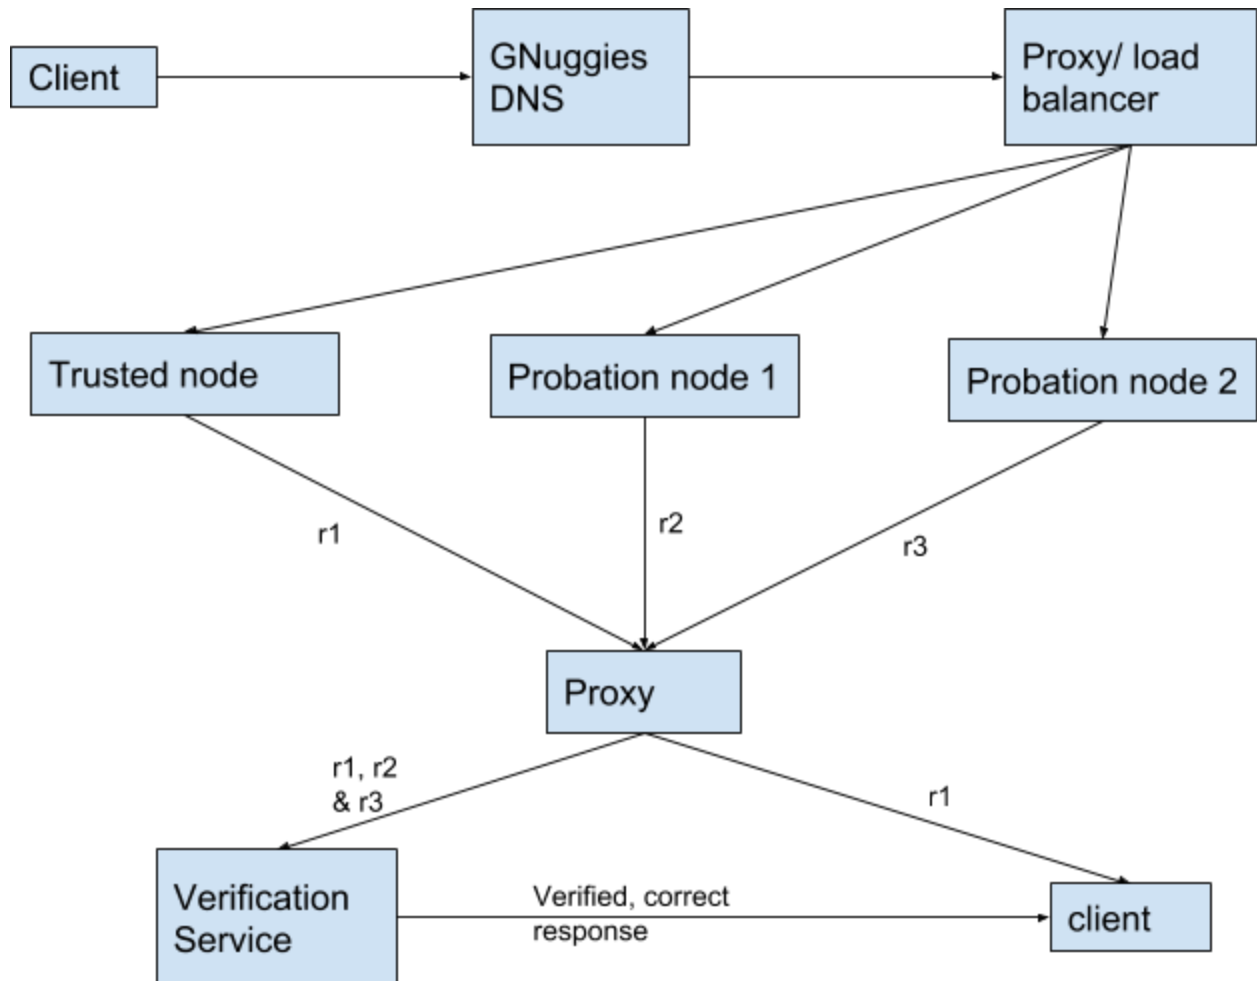 Client
GNuggies
DNS
Proxy/ load
balancer
Trusted node
Probation node 1
Probation node 2
r1
r2
r3
Proxy
r1, r2
& r3
r1
Verification
Service
Verified, correct
response
client